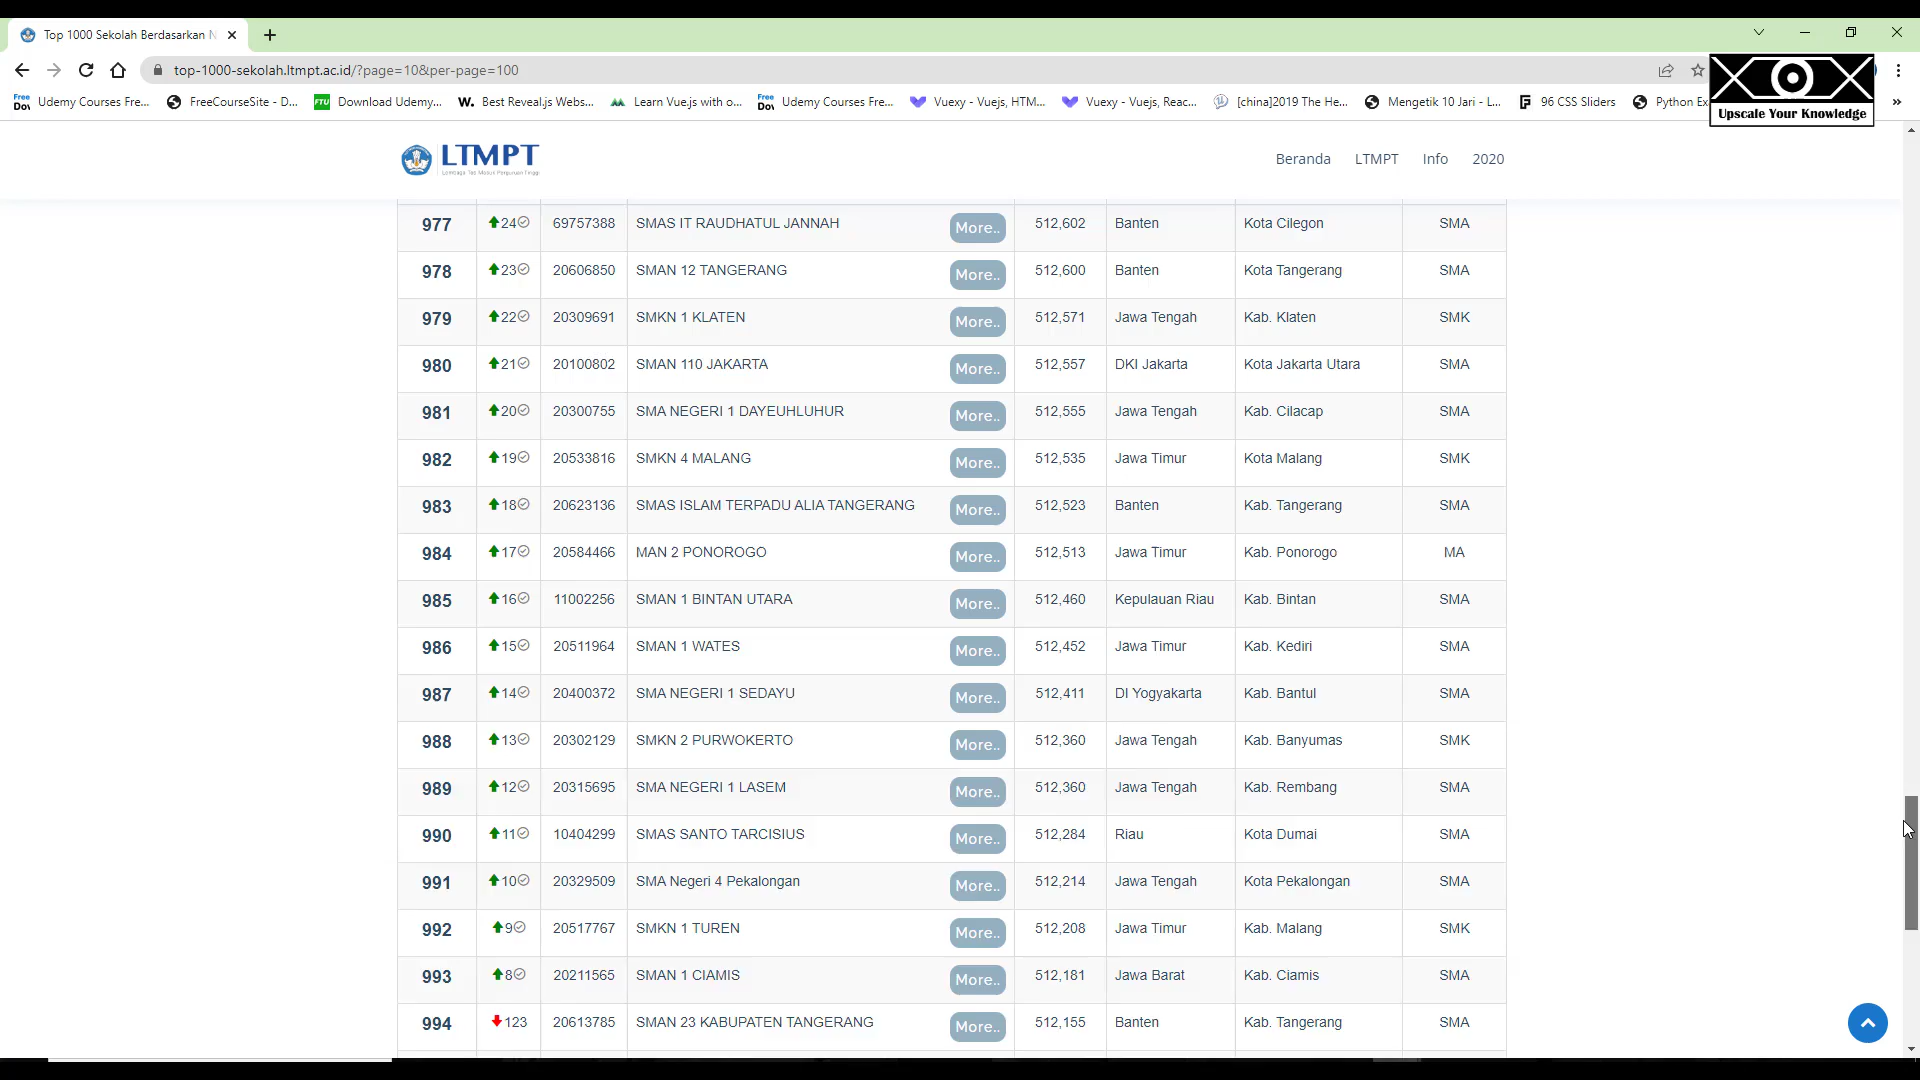 Top 1000 Sekolah Berdasarkan N
top-1000-sekolah.ltmpt.ac.id/?page=10&per-page=100
Free Dov Udemy Courses Fre... FreeCourseSite - D... FTU Download Udemy... W. Best Reveal.js Webs... Learn Vue.js with o... Free Dov Udemy Courses Fre... Vuexy - Vuejs, HTM... Vuexy - Vuejs, Reac... [china]2019 The He... Mengetik 10 Jari - L... 96 CSS Sliders Python Ex »
XOX
Upscale Your Knowledge
LTMPT Beranda LTMPT Info 2020
Lembaga Tes Masuk Perguruan Tinggi
977 24 69757388 SMAS IT RAUDHATUL JANNAH More.. 512,602 Banten Kota Cilegon SMA
978 23 20606850 SMAN 12 TANGERANG More.. 512,600 Banten Kota Tangerang SMA
979 22 20309691 SMKN 1 KLATEN More.. 512,571 Jawa Tengah Kab. Klaten SMK
980 21 20100802 SMAN 110 JAKARTA More.. 512,557 DKI Jakarta Kota Jakarta Utara SMA
981 20 20300755 SMA NEGERI 1 DAYEUHLUHUR More.. 512,555 Jawa Tengah Kab. Cilacap SMA
982 19 20533816 SMKN 4 MALANG More.. 512,535 Jawa Timur Kota Malang SMK
983 18 20623136 SMAS ISLAM TERPADU ALIA TANGERANG More.. 512,523 Banten Kab. Tangerang SMA
984 17 20584466 MAN 2 PONOROGO More.. 512,513 Jawa Timur Kab. Ponorogo MA
985 16 11002256 SMAN 1 BINTAN UTARA More.. 512,460 Kepulauan Riau Kab. Bintan SMA
986 15 20511964 SMAN 1 WATES More.. 512,452 Jawa Timur Kab. Kediri SMA
987 14 20400372 SMA NEGERI 1 SEDAYU More.. 512,411 DI Yogyakarta Kab. Bantul SMA
988 13 20302129 SMKN 2 PURWOKERTO More.. 512,360 Jawa Tengah Kab. Banyumas SMK
989 12 20315695 SMA NEGERI 1 LASEM More.. 512,360 Jawa Tengah Kab. Rembang SMA
990 11 10404299 SMAS SANTO TARCISIUS More.. 512,284 Riau Kota Dumai SMA
991 10 20329509 SMA Negeri 4 Pekalongan More.. 512,214 Jawa Tengah Kota Pekalongan SMA
992 9 20517767 SMKN 1 TUREN More.. 512,208 Jawa Timur Kab. Malang SMK
993 8 20211565 SMAN 1 CIAMIS More.. 512,181 Jawa Barat Kab. Ciamis SMA
994 123 20613785 SMAN 23 KABUPATEN TANGERANG More.. 512,155 Banten Kab. Tangerang SMA